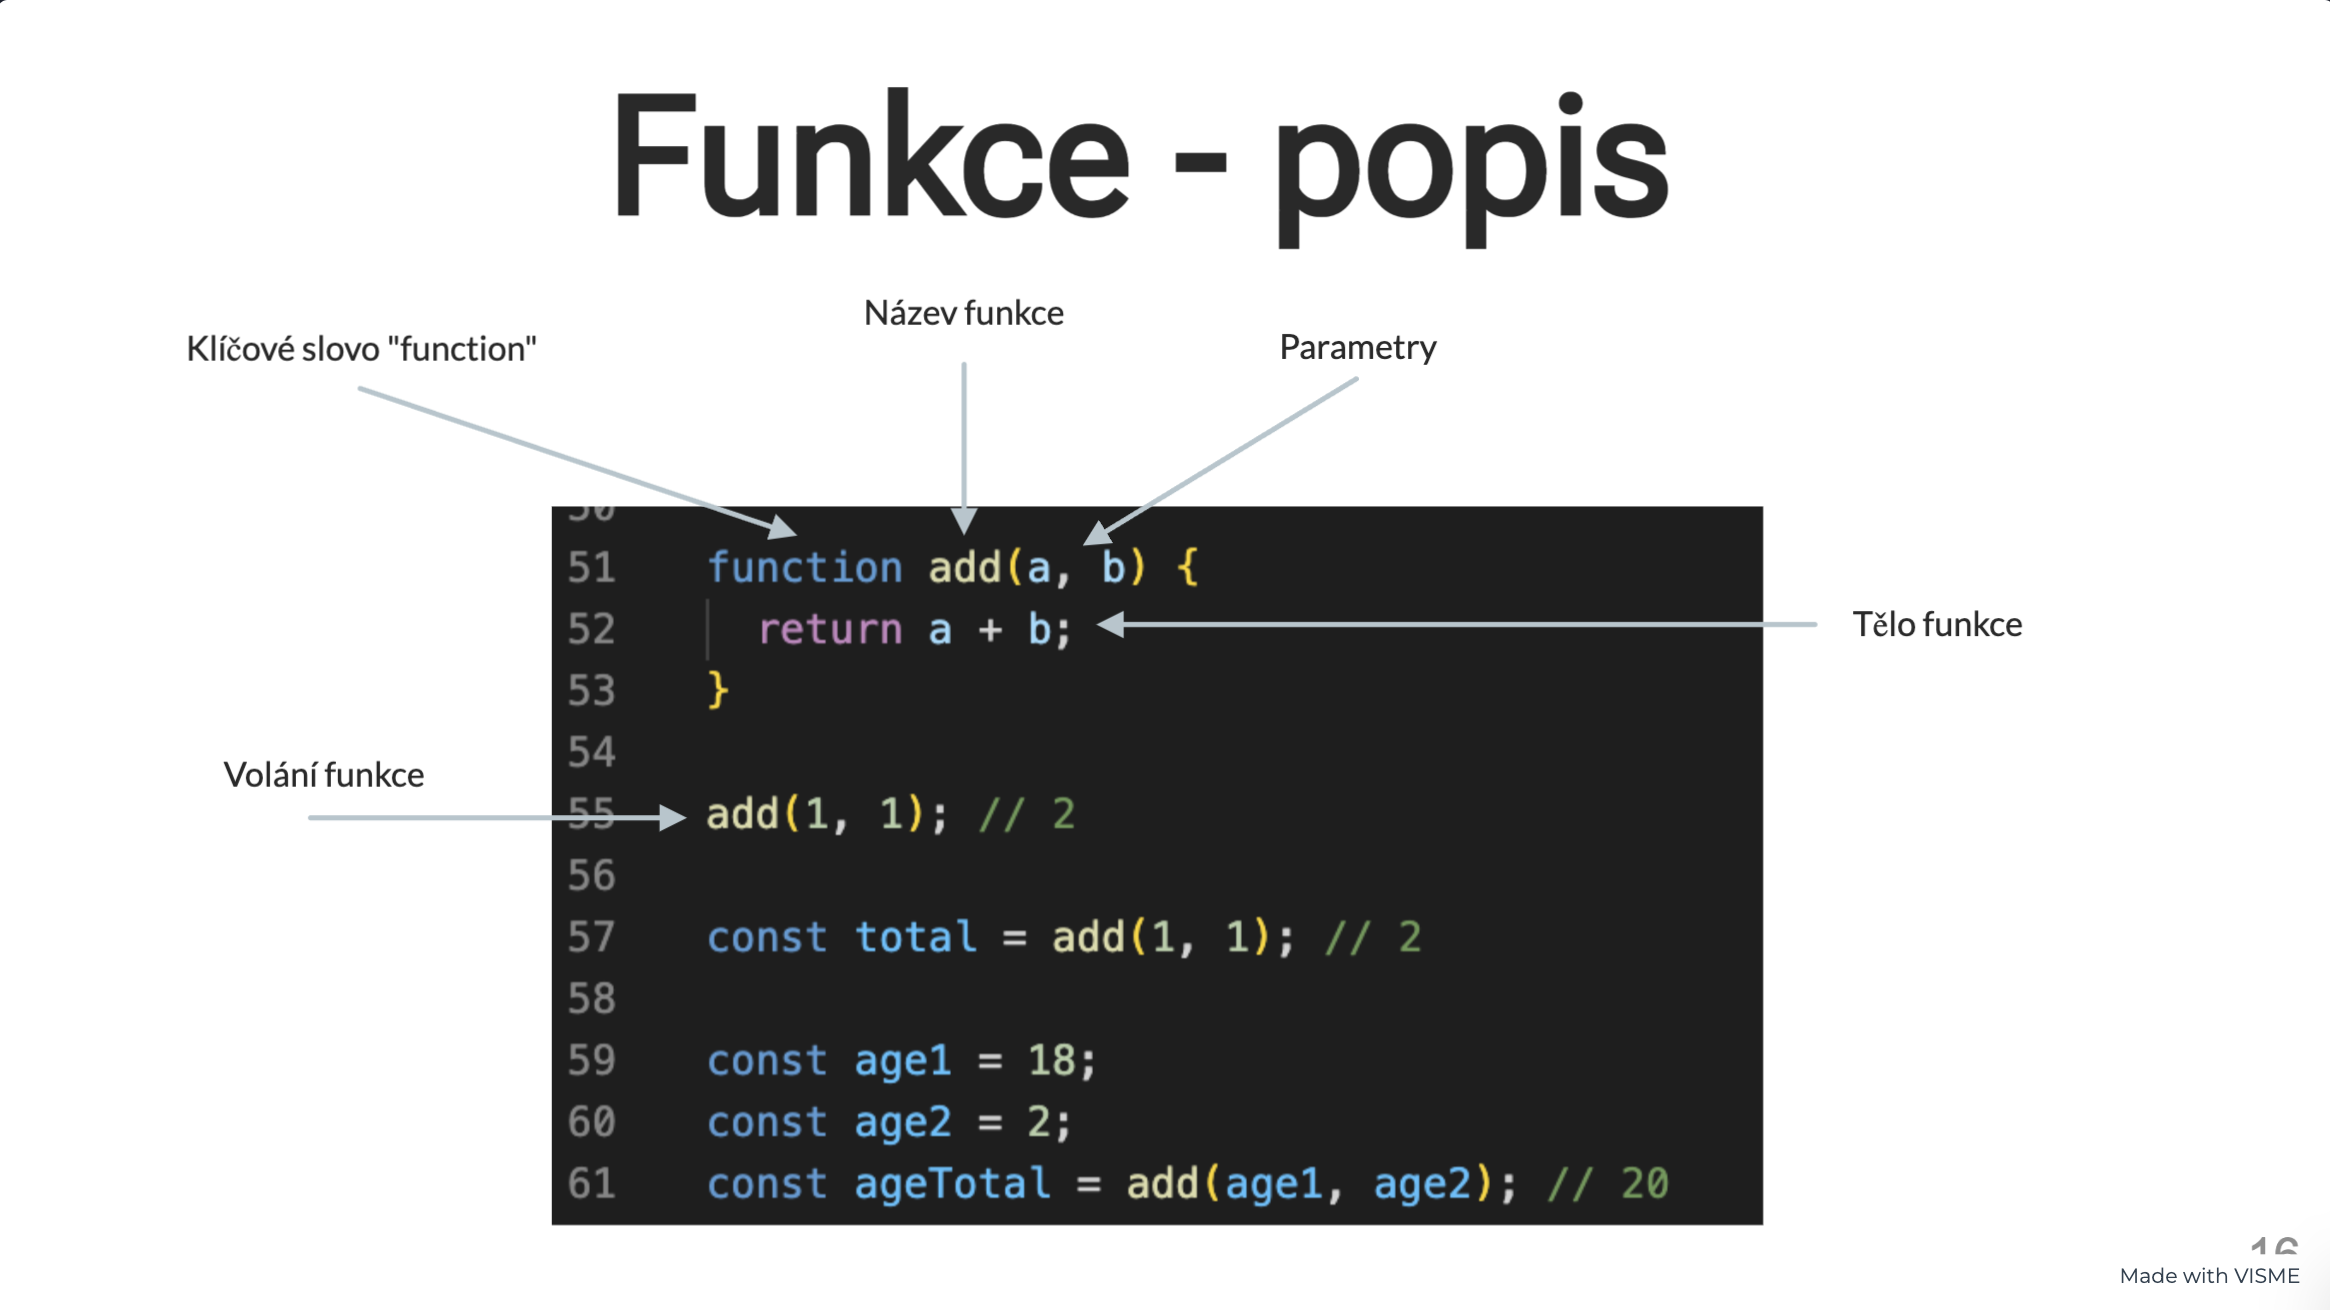 Funkce - popis
Název funkce
Klíčové slovo "function"
Parametry
50
51 function add(a, b) {
52 return a + b;
Tělo funkce
53 }
54
Volání funkce
55 add(1, 1); // 2
56
57 const total = add(1, 1); // 2
58
59 const age1 = 18;
60 const age2 = 2;
61 const ageTotal = add(age1, age2); // 20
16
Made with VISME